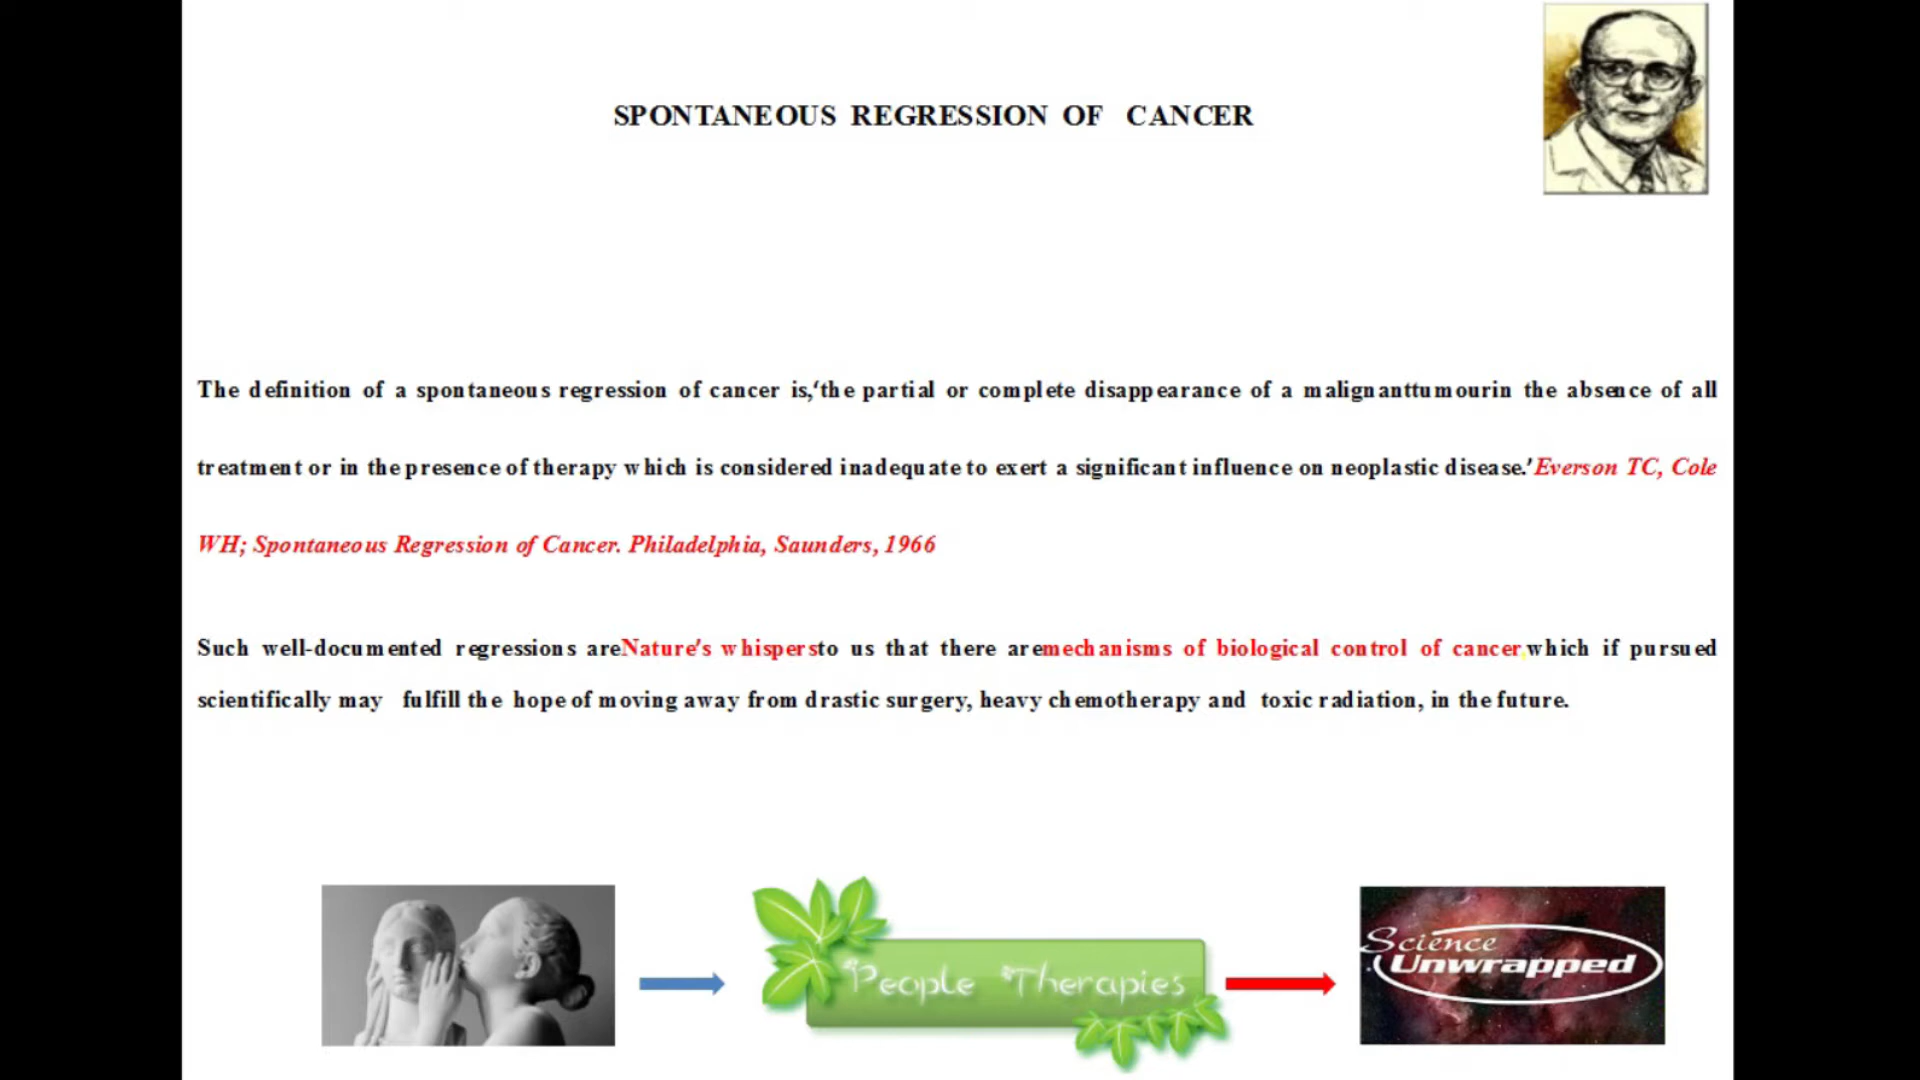 SPONTANEOUS REGRESSION OF CANCER
The definition of a spontaneous regression of cancer is,‘the partial or complete disappearance of a malignanttumourin the absence of all
treatment or in the presence of therapy which is considered inadequate to exert a significant influence on neoplastic disease.’Everson TC, Cole
WH; Spontaneous Regression of Cancer. Philadelphia, Saunders, 1966
Such well-documented regressions areNature’s whispersto us that there aremechanisms of biological control of cancer,which if pursued
scientifically may fulfill the hope of moving away from drastic surgery, heavy chemotherapy and toxic radiation, in the future.
People Therapies
Science
Unwrapped